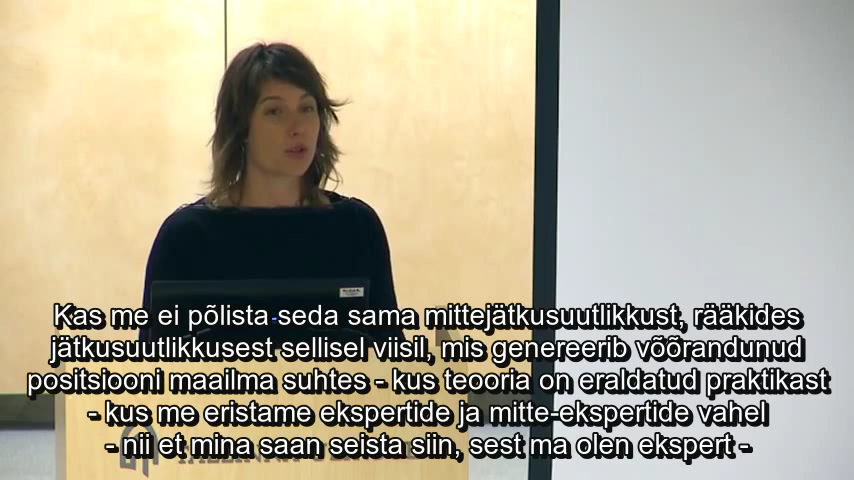 Kas me ei põlista seda sama mittejätkusuutlikkust, rääkides
jätkusuutlikkusest sellisel viisil, mis genereerib võõrandunud
positsiooni maailma suhtes - kus teooria on eraldatud praktikast
- kus me eristame ekspertide ja mitte-ekspertide vahel
- nii et mina saan seista siin, sest ma olen ekspert -